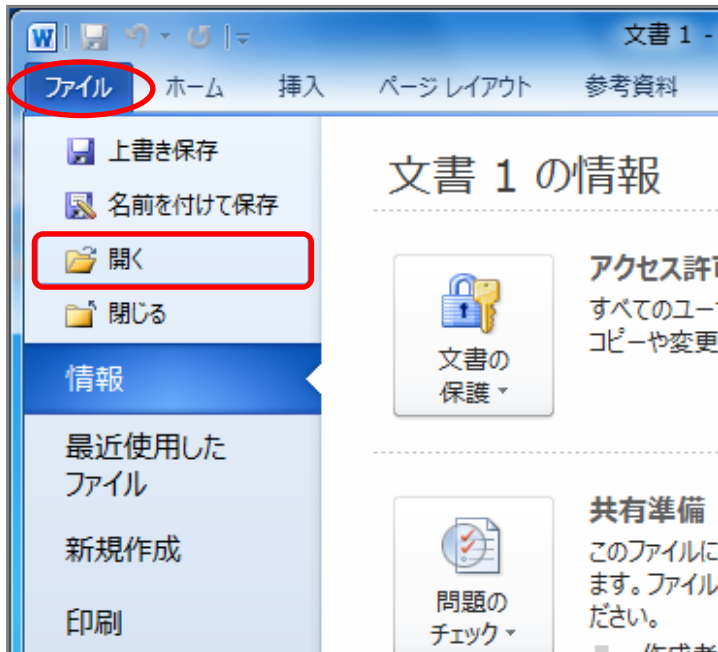 文書 1 -
ファイル ホーム 挿入 ページ レイアウト 参考資料
上書き保存
名前を付けて保存
開く
閉じる
情報
最近使用した
ファイル
新規作成
印刷
文書 1 の情報
文書の
保護
アクセス許
すべてのユー
コピーや変更
問題の
チェック
共有準備
このファイルに
ます。ファイル
ださい。